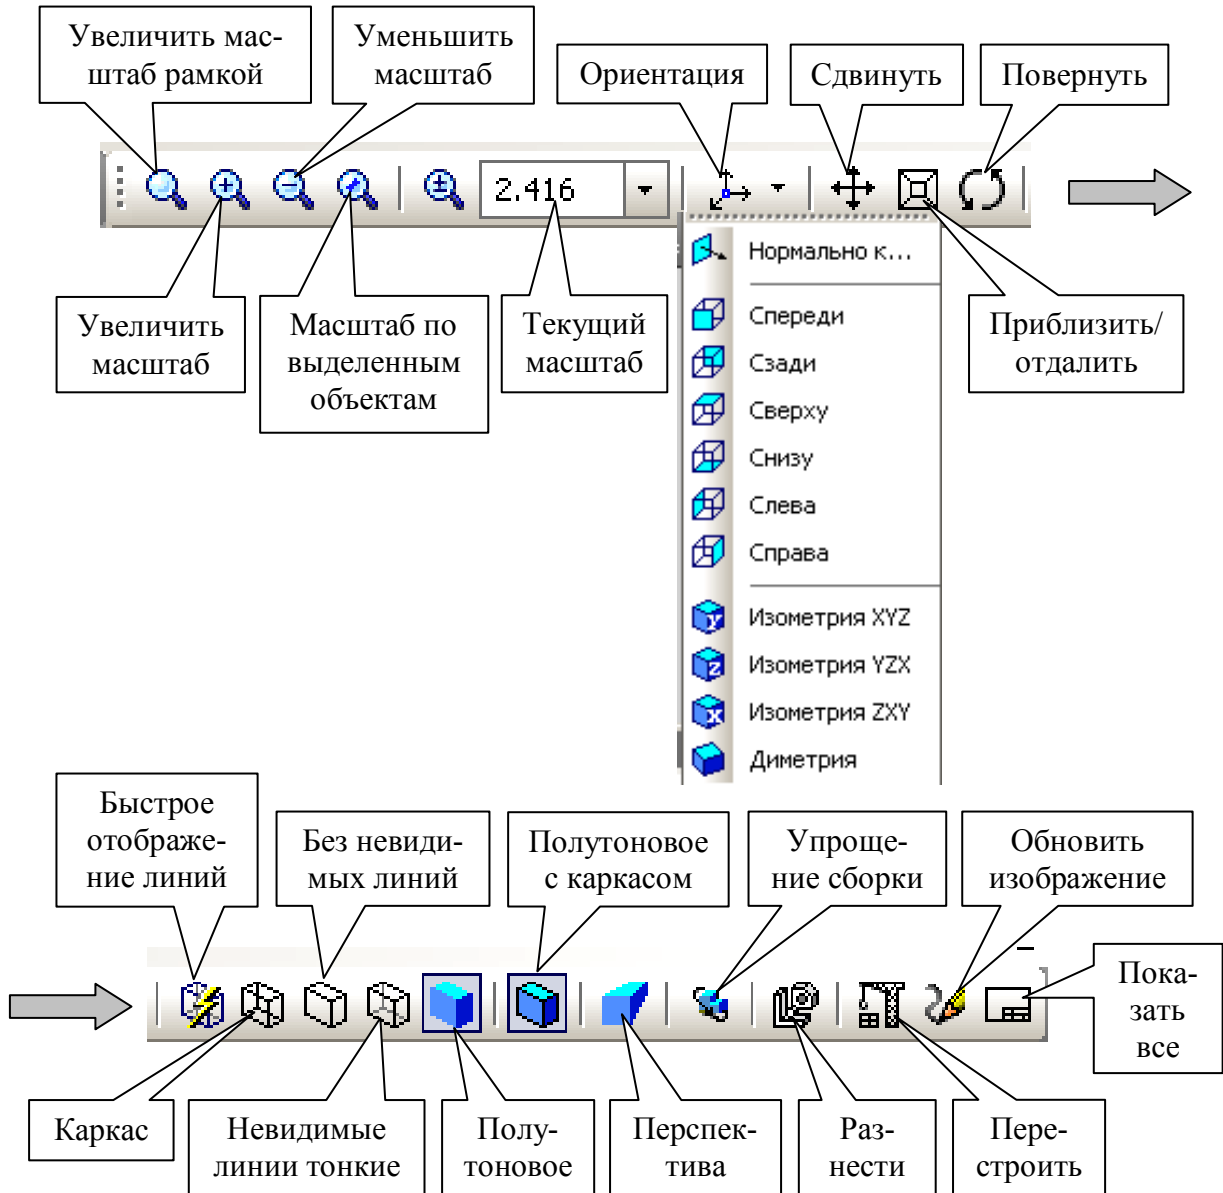 Увеличить мас-
штаб рамкой
Уменьшить
масштаб
Ориентация
Сдвинуть
Повернуть
2.416
Увеличить
масштаб
Масштаб по
выделенным
объектам
Текущий
масштаб
Приблизить/
отдалить
Нормально к...
Спереди
Сзади
Сверху
Снизу
Слева
Справа
Изометрия XYZ
Изометрия YZX
Изометрия ZXY
Диметрия
Быстрое
отображе-
ние линий
Без невиди-
мых линий
Полутоновое
с каркасом
Упроще-
ние сборки
Обновить
изображение
Пока-
зать
все
Каркас
Невидимые
линии тонкие
Полу-
тоновое
Перспек-
тива
Раз-
нести
Пере-
строить